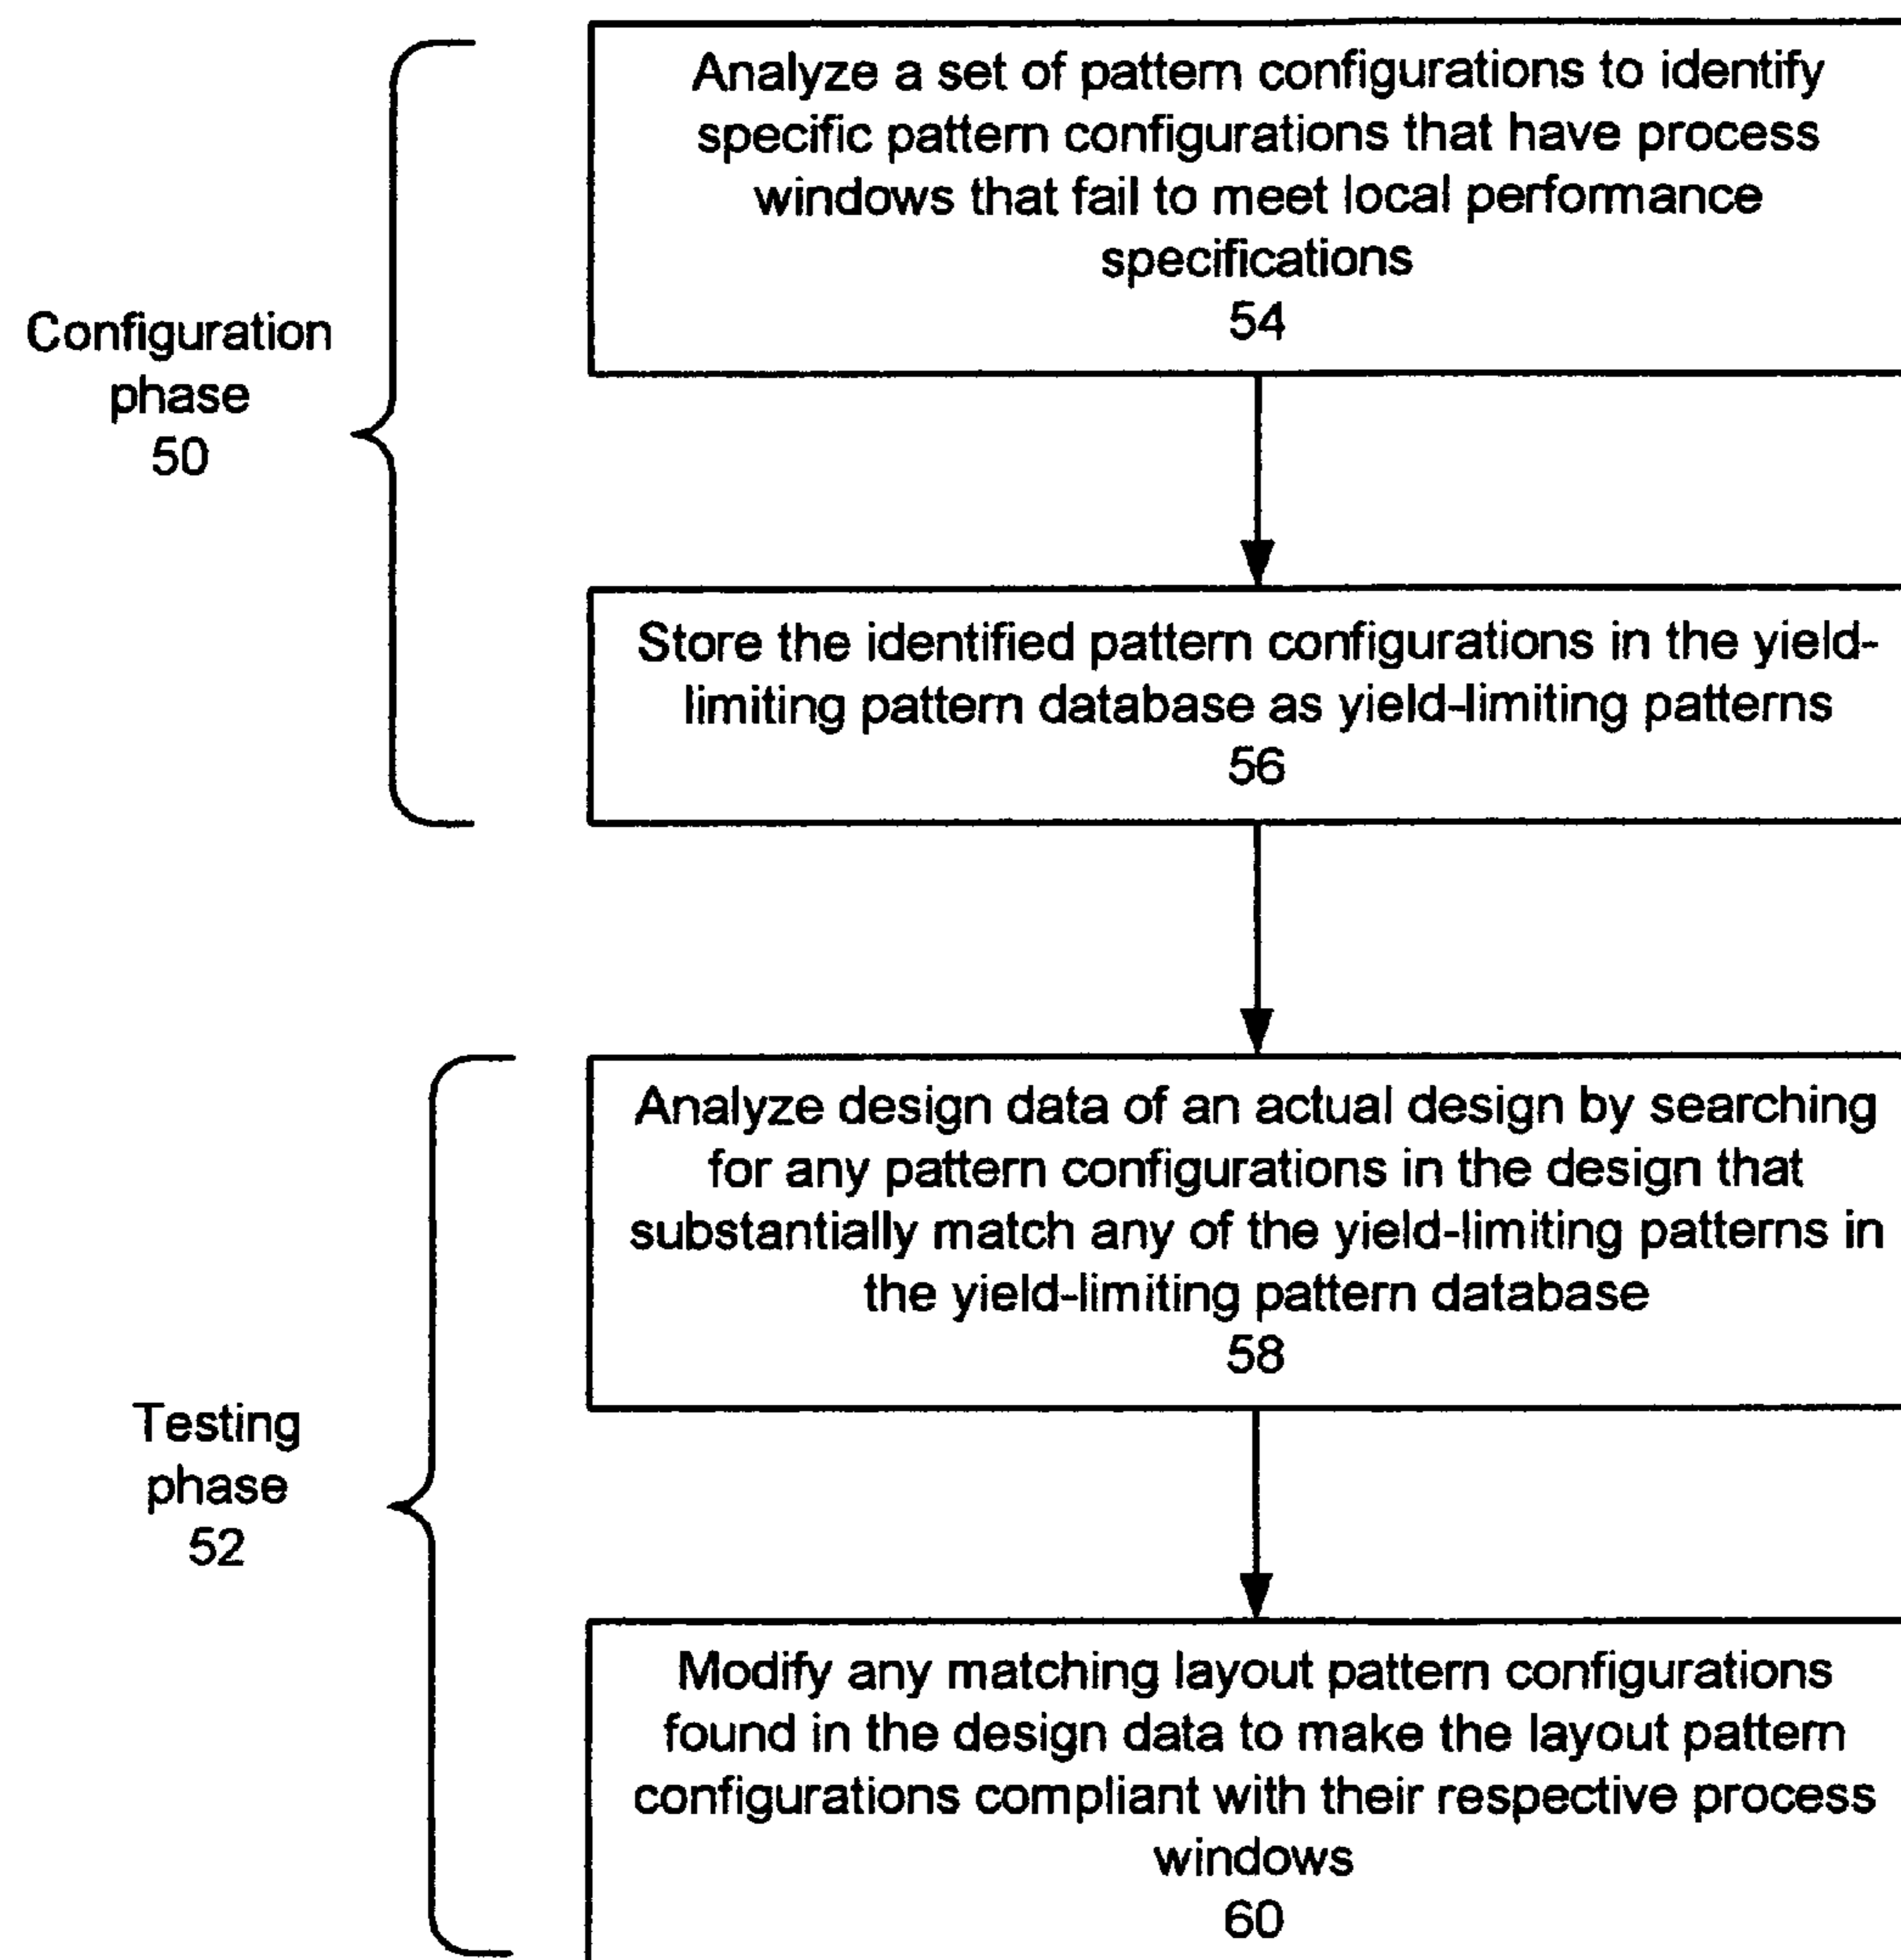 Analyze a set of pattern configurations to identify
specific pattern configurations that have process
windows that fail to meet local performance
specifications
54
Configuration
phase
50
Store the identified pattern configurations in the yield-
limiting pattern database as yield-limiting patterns
56
Analyze design data of an actual design by searching
for any pattern configurations in the design that
substantially match any of the yield-limiting patterns in
the yield-limiting pattern database
58
Testing
phase
52
Modify any matching layout pattern configurations
found in the design data to make the layout pattern
configurations compliant with their respective process
windows
60